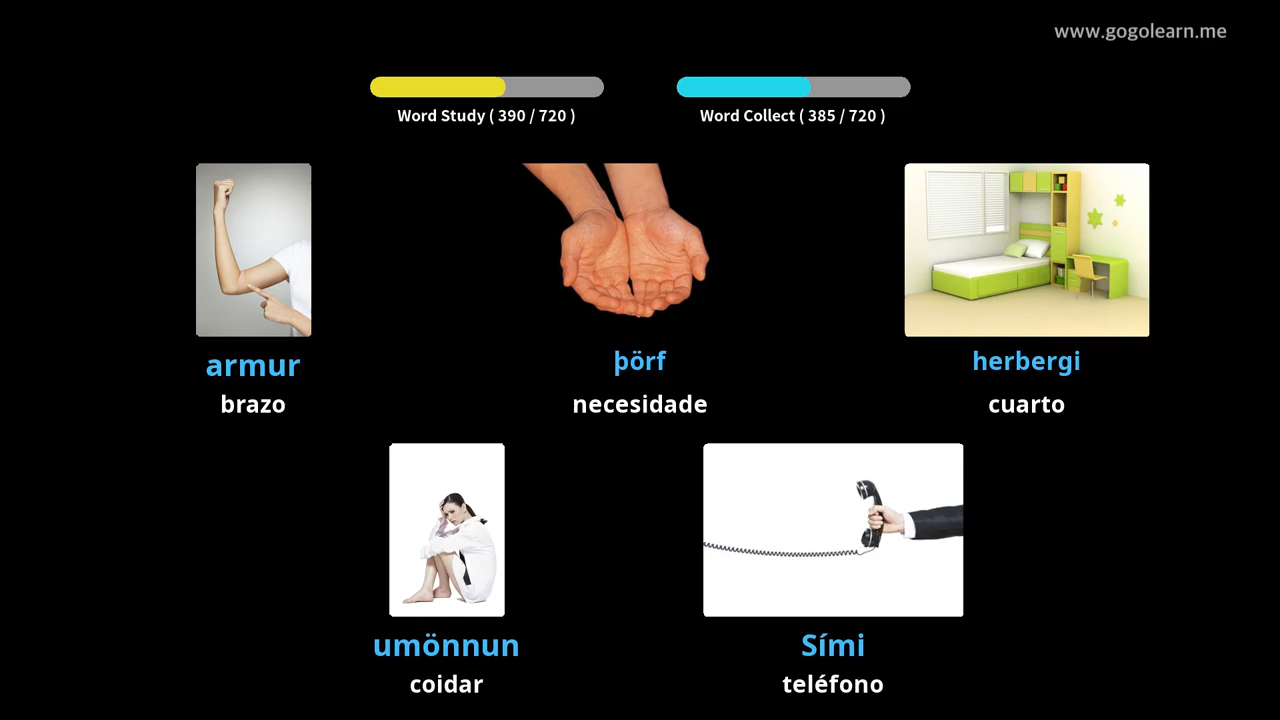 www.gogolearn.me
Word Study ( 390 / 720 )
Word Collect ( 385 / 720 )
armur
brazo
þörf
necesidade
herbergi
cuarto
umönnun
coidar
Sími
teléfono